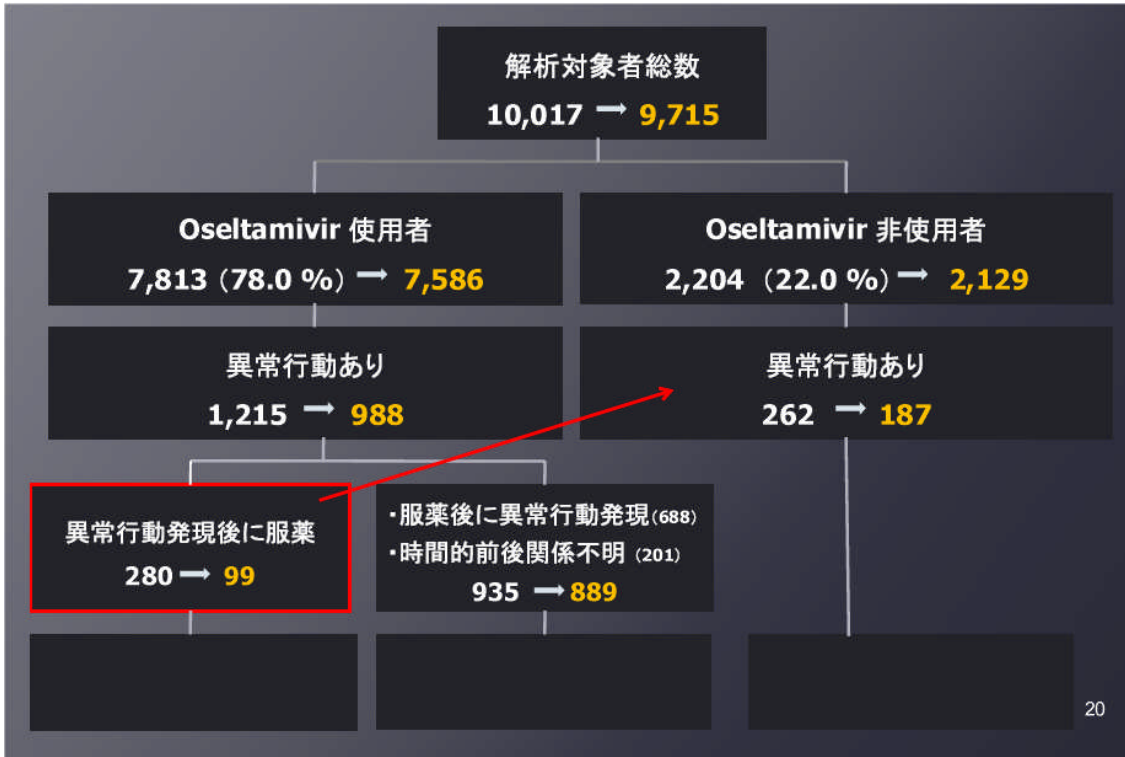 解析対象者総数
10,017 → 9,715
Oseltamivir 使用者
7,813 (78.0 %) → 7,586
Oseltamivir 非使用者
2,204 (22.0 %) → 2,129
異常行動あり
1,215 → 988
異常行動あり
262 → 187
異常行動発現後に服薬
280 → 99
・服薬後に異常行動発現(688)
・時間的前後関係不明 (201)
935 → 889
20